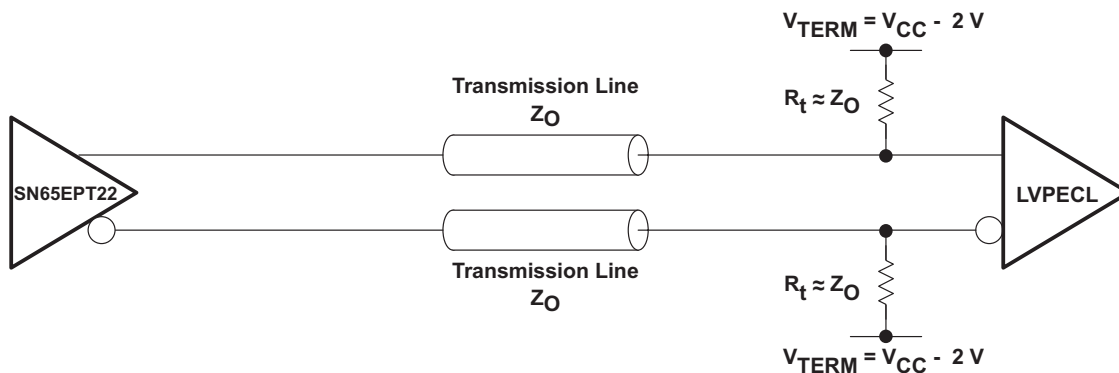 V_TERM = V_CC - 2 V
Transmission Line
Z_O
R_t ≈ Z_O
SN65EPT22
LVPECL
Transmission Line
Z_O
R_t ≈ Z_O
V_TERM = V_CC - 2 V